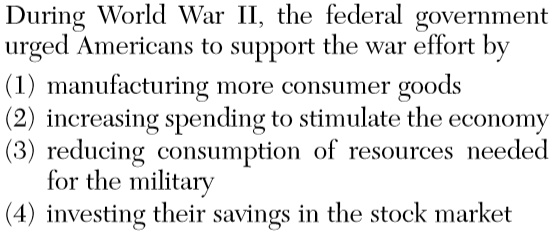 During World War II, the federal government
urged Americans to support the war effort by
(1) manufacturing more consumer goods
(2) increasing spending to stimulate the economy
(3) reducing consumption of resources needed
for the military
(4) investing their savings in the stock market